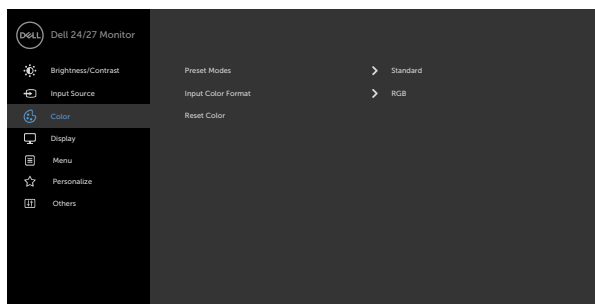 DELL Dell 24/27 Monitor
Brightness/Contrast Preset Modes Standard
Input Source Input Color Format RGB
Color Reset Color
Display
Menu
Personalize
Others